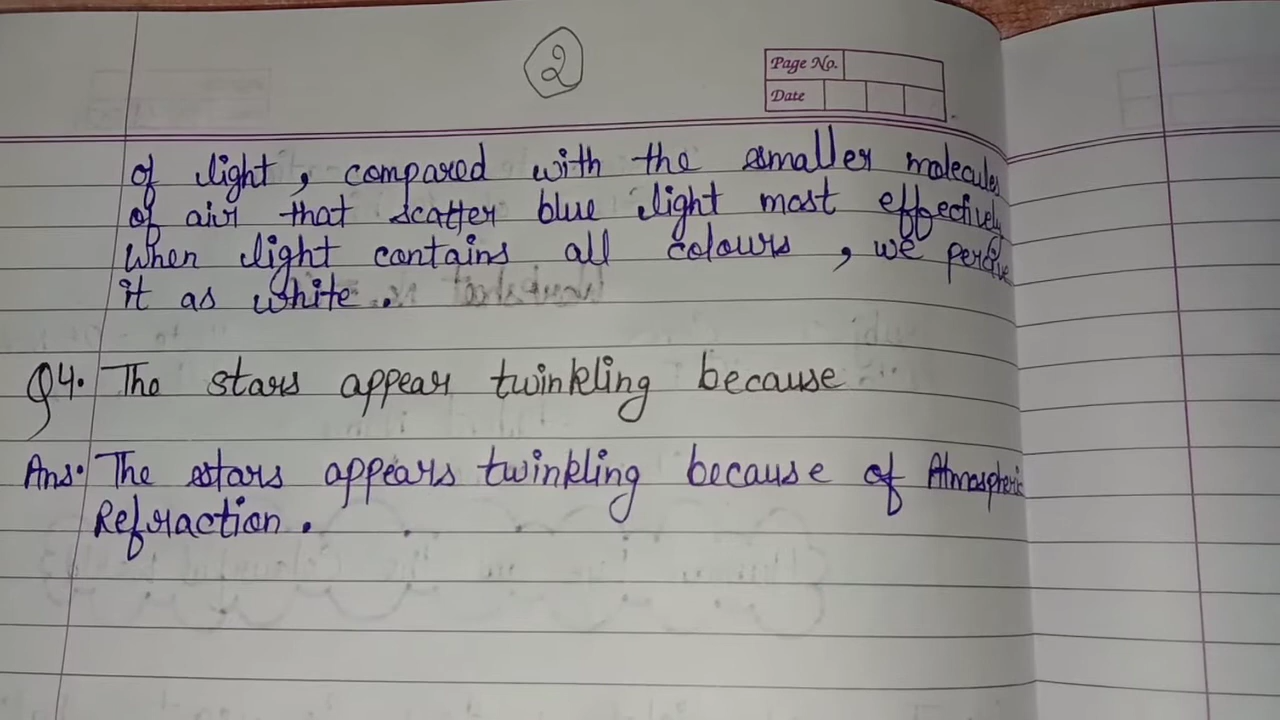 2
Page No.
Date
of light, compared with the smaller molecules
of air that scatter blue light most effectively
When light contains all colours, we percive
it as white.
Q4. The stars appear twinkling because
Ans. The stars appears twinkling because of Atmospheric
Refraction.